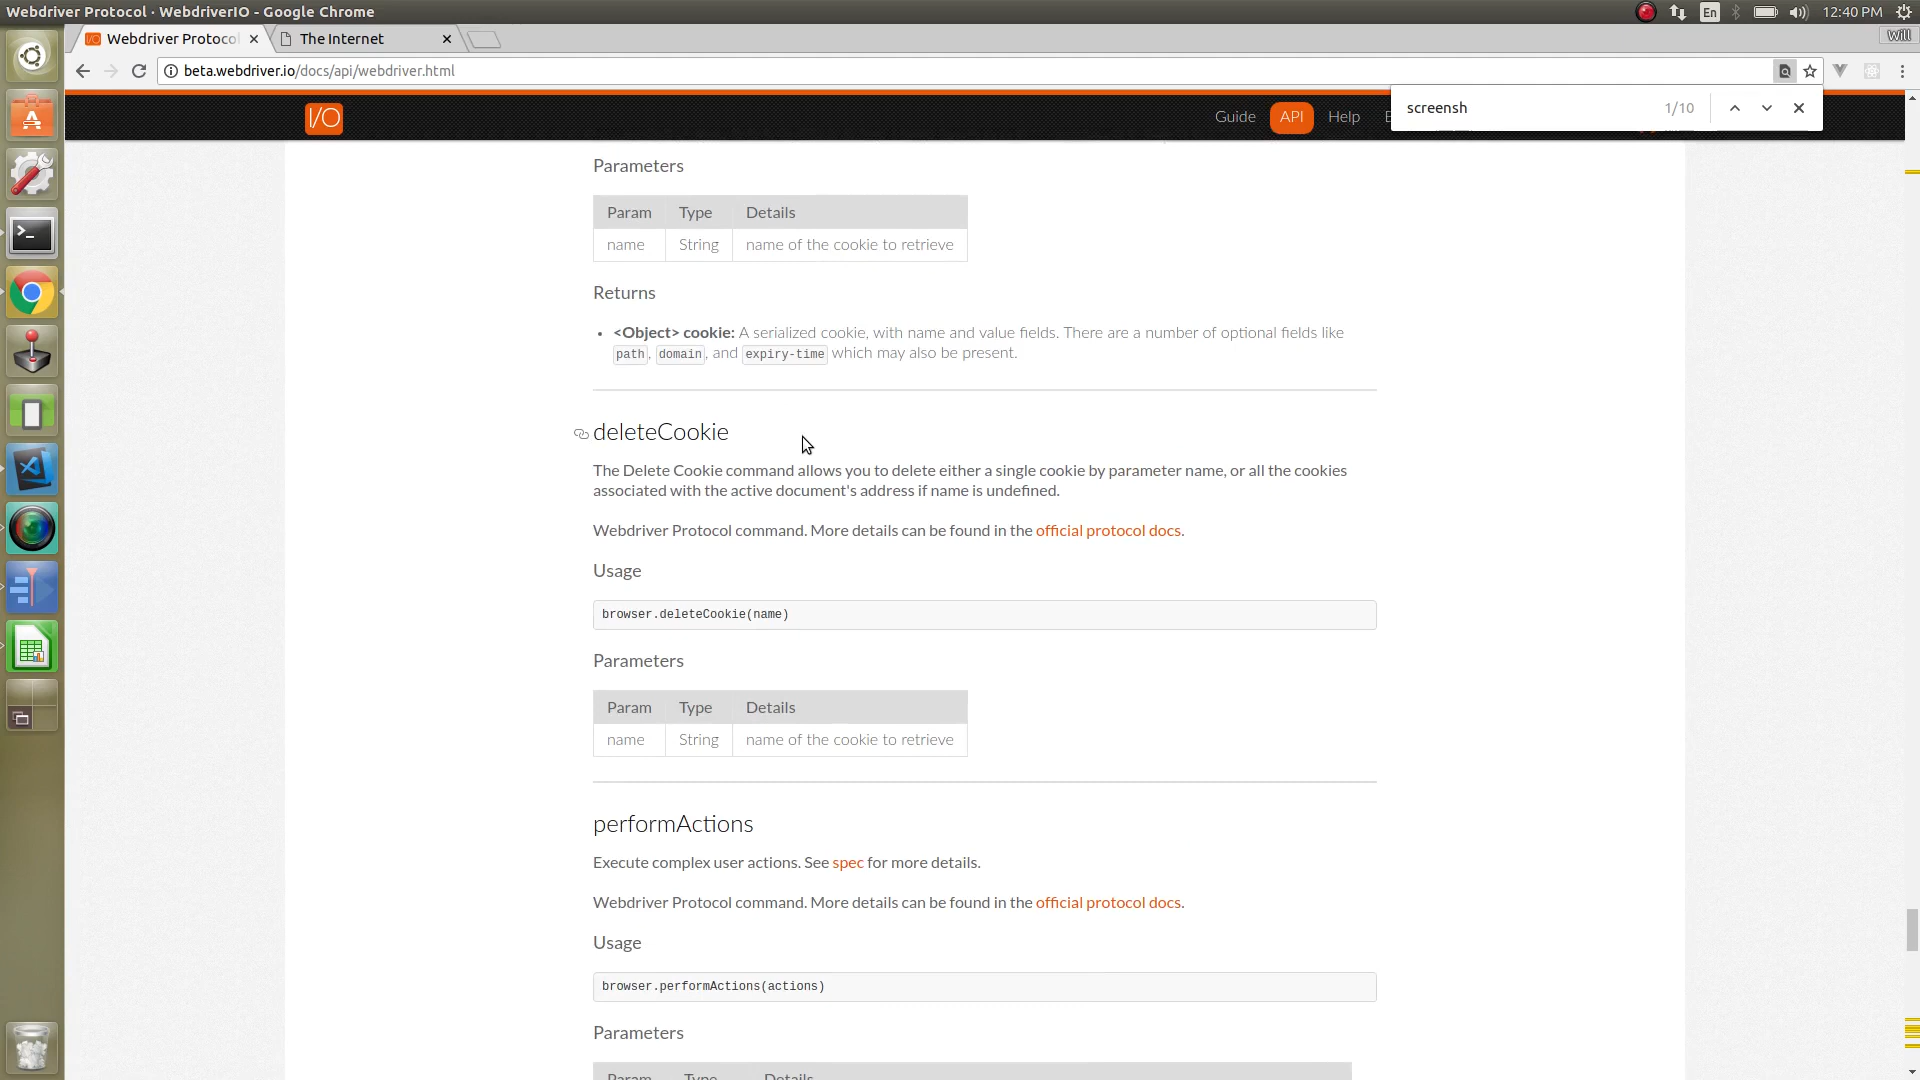 Webdriver Protocol · WebdriverIO - Google Chrome
En
12:40 PM
Webdriver Protocol
The Internet
Will
beta.webdriver.io/docs/api/webdriver.html
I/O
Guide
API
Help
screensh
1/10
Parameters
Param Type Details
name String name of the cookie to retrieve
Returns
• <Object> cookie: A serialized cookie, with name and value fields. There are a number of optional fields like
path, domain, and expiry-time which may also be present.
deleteCookie
The Delete Cookie command allows you to delete either a single cookie by parameter name, or all the cookies
associated with the active document's address if name is undefined.
Webdriver Protocol command. More details can be found in the official protocol docs.
Usage
browser.deleteCookie(name)
Parameters
Param Type Details
name String name of the cookie to retrieve
performActions
Execute complex user actions. See spec for more details.
Webdriver Protocol command. More details can be found in the official protocol docs.
Usage
browser.performActions(actions)
Parameters
Param Type Details